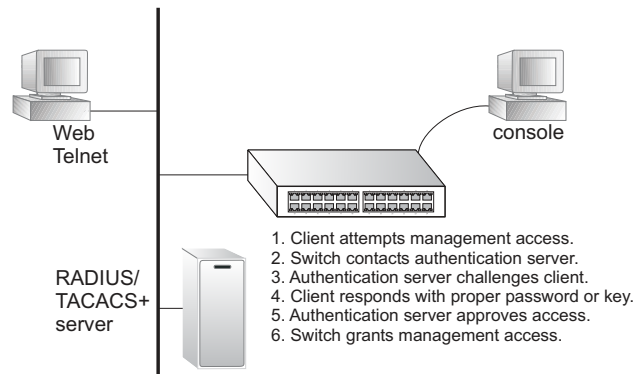 Web
Telnet
console
RADIUS/
TACACS+
server
1. Client attempts management access.
2. Switch contacts authentication server.
3. Authentication server challenges client.
4. Client responds with proper password or key.
5. Authentication server approves access.
6. Switch grants management access.